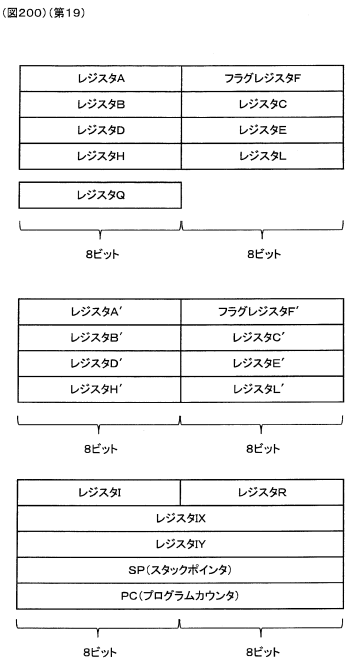 (図200)(第19)
レジスタA フラグレジスタF
レジスタB レジスタC
レジスタD レジスタE
レジスタH レジスタL
レジスタQ
8ビット 8ビット
レジスタA′ フラグレジスタF′
レジスタB′ レジスタC′
レジスタD′ レジスタE′
レジスタH′ レジスタL′
8ビット 8ビット
レジスタI レジスタR
レジスタIX
レジスタIY
SP(スタックポインタ)
PC(プログラムカウンタ)
8ビット 8ビット